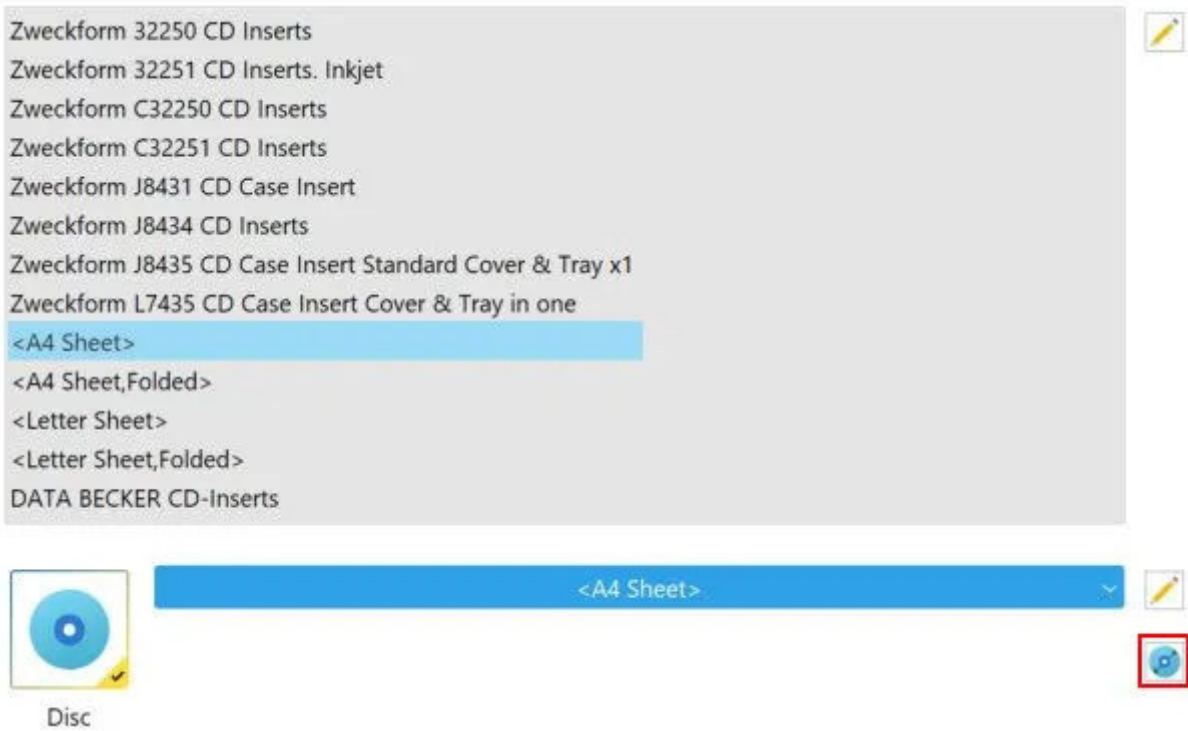 Zweckform 32250 CD Inserts
Zweckform 32251 CD Inserts. Inkjet
Zweckform C32250 CD Inserts
Zweckform C32251 CD Inserts
Zweckform J8431 CD Case Insert
Zweckform J8434 CD Inserts
Zweckform J8435 CD Case Insert Standard Cover & Tray x1
Zweckform L7435 CD Case Insert Cover & Tray in one
<A4 Sheet>
<A4 Sheet,Folded>
<Letter Sheet>
<Letter Sheet,Folded>
DATA BECKER CD-Inserts
<A4 Sheet>
Disc